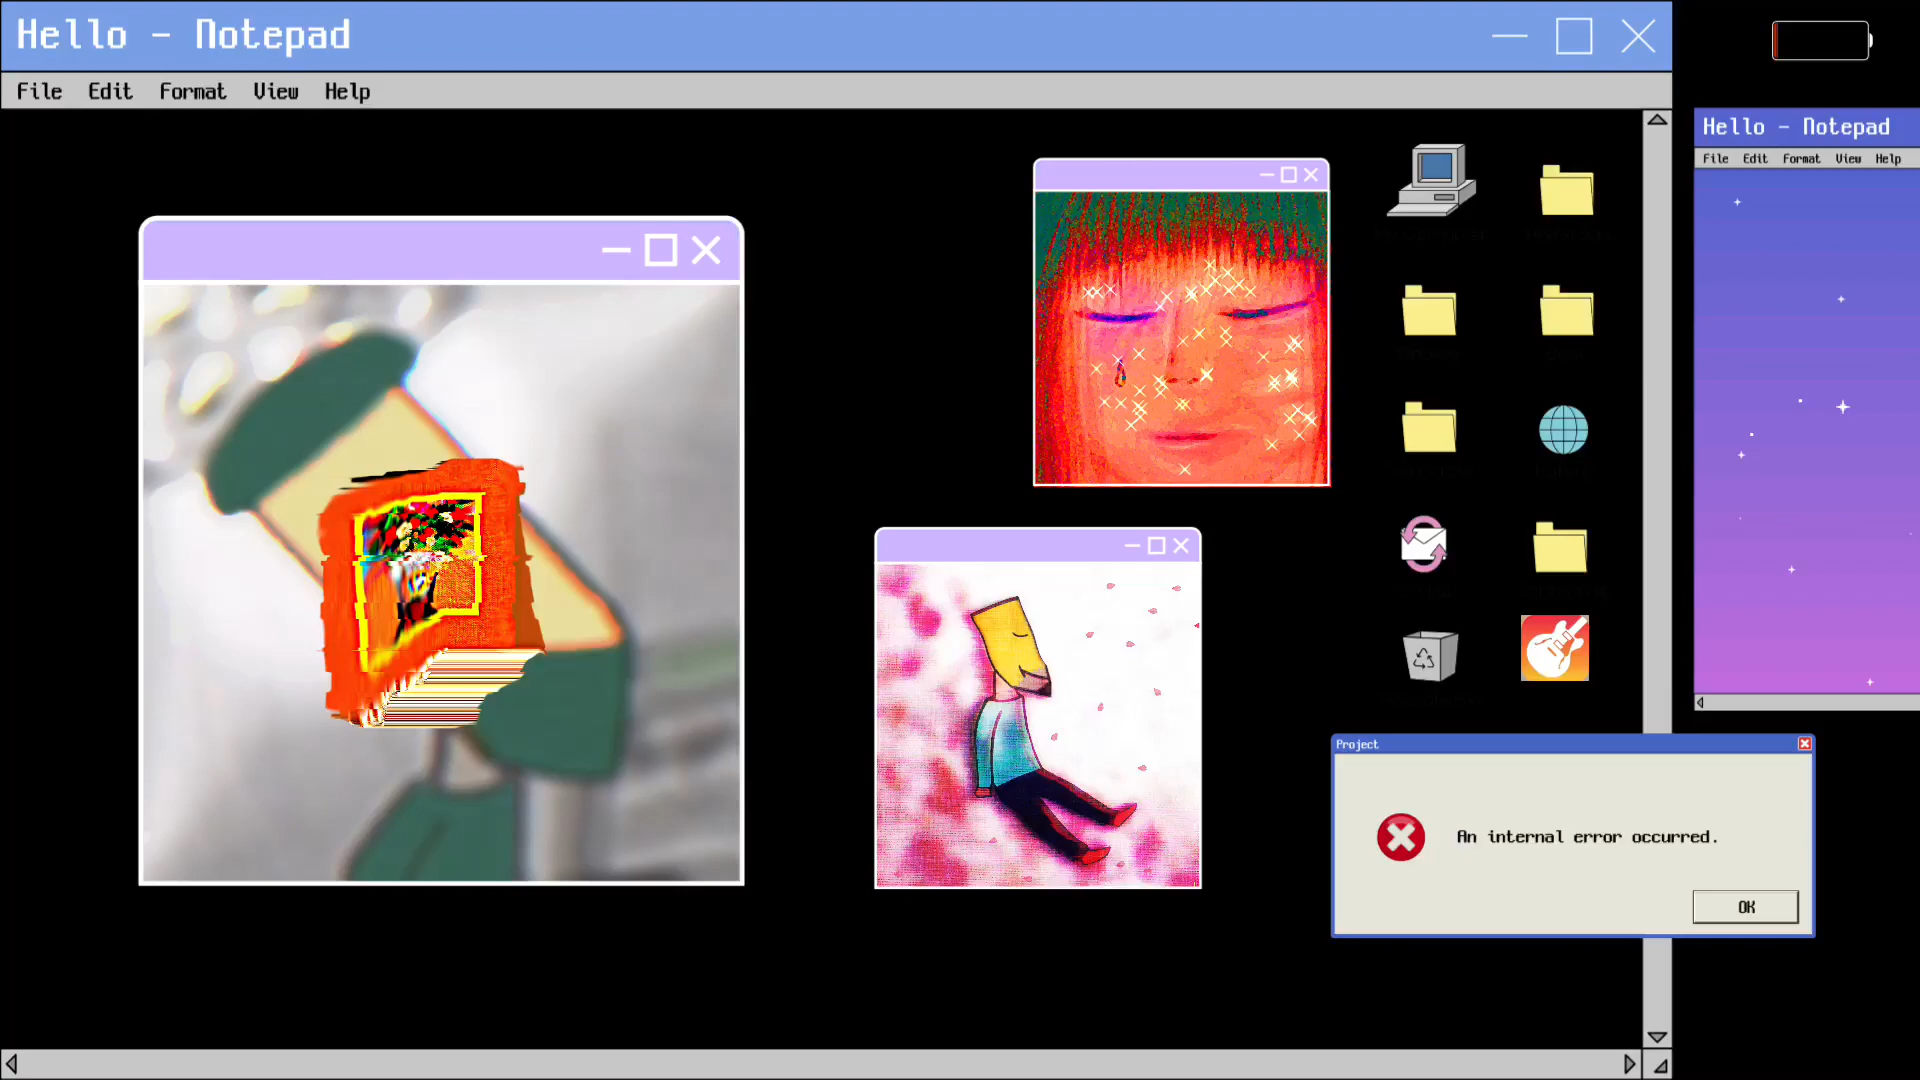 Hello - Notepad
File Edit Format View Help
Hello - Notepad
File Edit Format View Help
Project
An internal error occurred.
OK